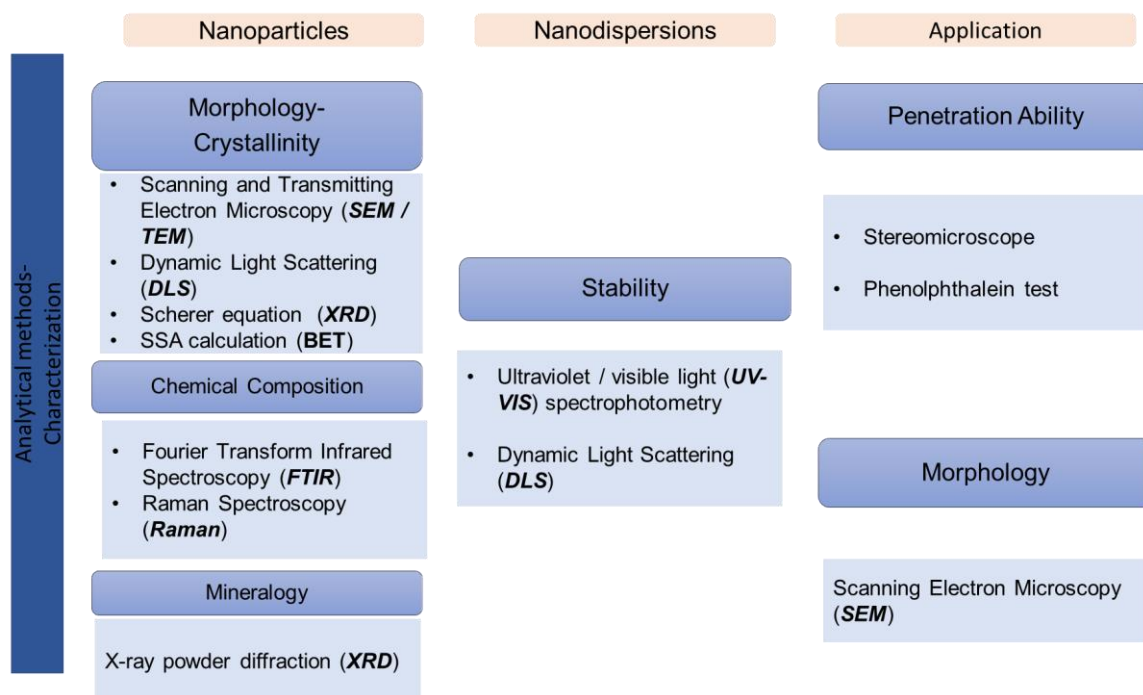 Nanoparticles
Nanodispersions
Application
Analytical methods-
Characterization
Morphology-
Crystallinity
• Scanning and Transmitting
Electron Microscopy (SEM /
TEM)
• Dynamic Light Scattering
(DLS)
• Scherer equation (XRD)
• SSA calculation (BET)
Chemical Composition
• Fourier Transform Infrared
Spectroscopy (FTIR)
• Raman Spectroscopy
(Raman)
Mineralogy
X-ray powder diffraction (XRD)
Stability
• Ultraviolet / visible light (UV-
VIS) spectrophotometry
• Dynamic Light Scattering
(DLS)
Penetration Ability
• Stereomicroscope
• Phenolphthalein test
Morphology
Scanning Electron Microscopy
(SEM)